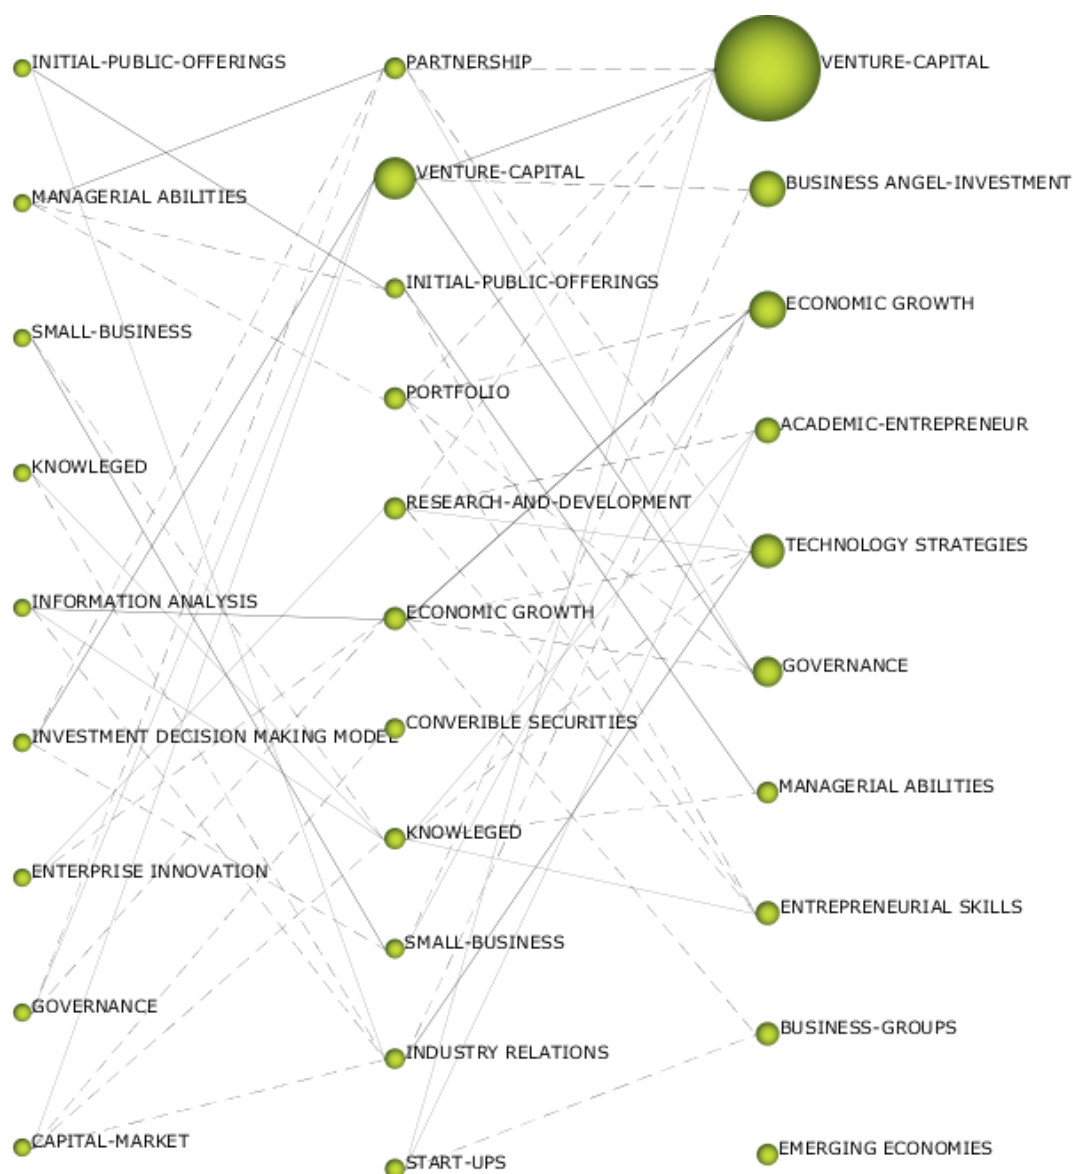 INITIAL-PUBLIC-OFFERINGS
MANAGERIAL ABILITIES
SMALL-BUSINESS
KNOWLEGED
INFORMATION ANALYSIS
INVESTMENT DECISION MAKING MODEL
ENTERPRISE INNOVATION
GOVERNANCE
CAPITAL-MARKET
PARTNERSHIP
VENTURE-CAPITAL
INITIAL-PUBLIC-OFFERINGS
PORTFOLIO
RESEARCH-AND-DEVELOPMENT
ECONOMIC GROWTH
CONVERIBLE SECURITIES
KNOWLEGED
SMALL-BUSINESS
INDUSTRY RELATIONS
START-UPS
VENTURE-CAPITAL
BUSINESS ANGEL-INVESTMENT
ECONOMIC GROWTH
ACADEMIC-ENTREPRENEUR
TECHNOLOGY STRATEGIES
GOVERNANCE
MANAGERIAL ABILITIES
ENTREPRENEURIAL SKILLS
BUSINESS-GROUPS
EMERGING ECONOMIES